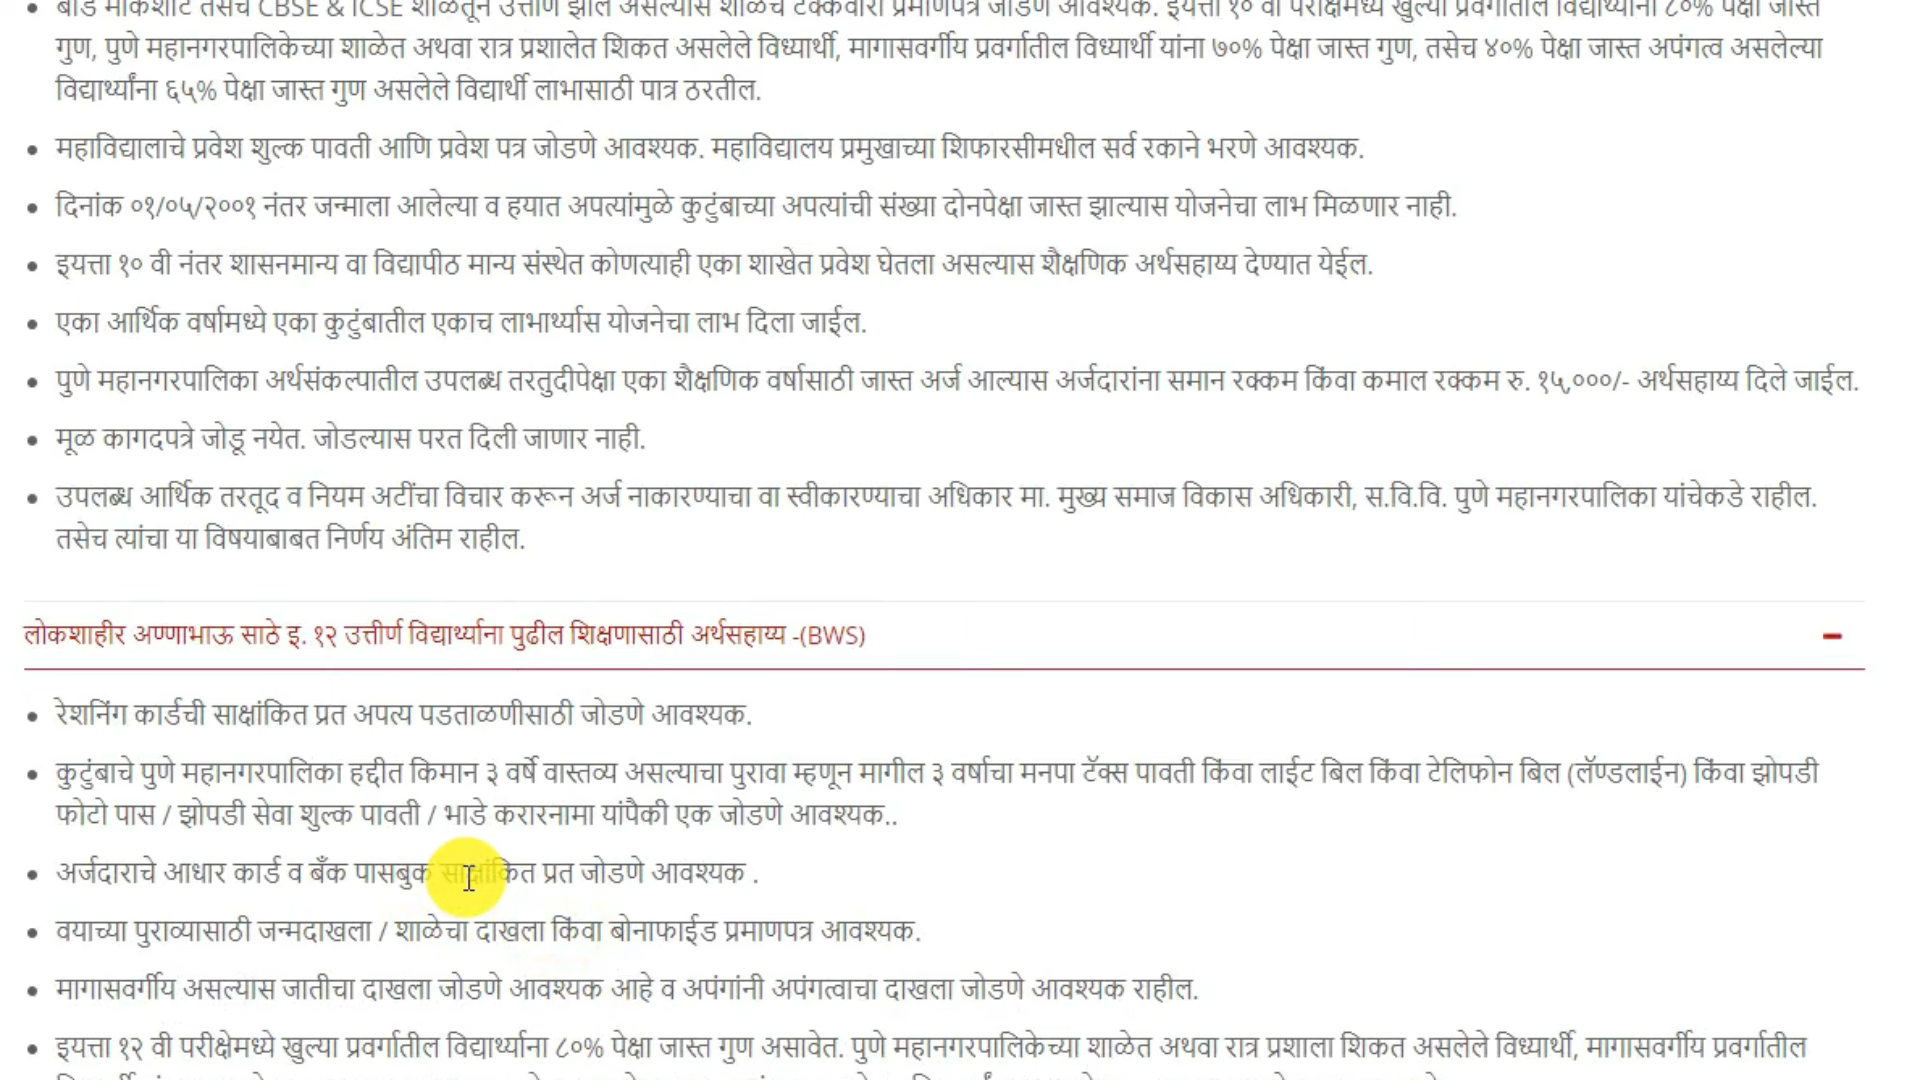 बोर्ड मार्कशीट तसेच CBSE & ICSE शाळेतून उत्तीर्ण झाले असल्यास शाळेचे टक्केवारी प्रमाणपत्र जोडणे आवश्यक. इयत्ता १० वी परीक्षेमध्ये खुल्या प्रवर्गातील विद्यार्थ्यांना ८०% पेक्षा जास्त
गुण, पुणे महानगरपालिकेच्या शाळेत अथवा रात्र प्रशालेत शिकत असलेले विध्यार्थी, मागासवर्गीय प्रवर्गातील विध्यार्थी यांना ७०% पेक्षा जास्त गुण, तसेच ४०% पेक्षा जास्त अपंगत्व असलेल्या
विद्यार्थ्यांना ६५% पेक्षा जास्त गुण असलेले विद्यार्थी लाभासाठी पात्र ठरतील.
महाविद्यालाचे प्रवेश शुल्क पावती आणि प्रवेश पत्र जोडणे आवश्यक. महाविद्यालय प्रमुखाच्या शिफारसीमधील सर्व रकाने भरणे आवश्यक.
दिनांक ०१/०५/२००१ नंतर जन्माला आलेल्या व हयात अपत्यांमुळे कुटुंबाच्या अपत्यांची संख्या दोनपेक्षा जास्त झाल्यास योजनेचा लाभ मिळणार नाही.
इयत्ता १० वी नंतर शासनमान्य वा विद्यापीठ मान्य संस्थेत कोणत्याही एका शाखेत प्रवेश घेतला असल्यास शैक्षणिक अर्थसहाय्य देण्यात येईल.
एका आर्थिक वर्षामध्ये एका कुटुंबातील एकाच लाभार्थ्यास योजनेचा लाभ दिला जाईल.
पुणे महानगरपालिका अर्थसंकल्पातील उपलब्ध तरतुदीपेक्षा एका शैक्षणिक वर्षासाठी जास्त अर्ज आल्यास अर्जदारांना समान रक्कम किंवा कमाल रक्कम रु. १५,०००/- अर्थसहाय्य दिले जाईल.
मूळ कागदपत्रे जोडू नयेत. जोडल्यास परत दिली जाणार नाही.
उपलब्ध आर्थिक तरतूद व नियम अटींचा विचार करून अर्ज नाकारण्याचा वा स्वीकारण्याचा अधिकार मा. मुख्य समाज विकास अधिकारी, स.वि.वि. पुणे महानगरपालिका यांचेकडे राहील.
तसेच त्यांचा या विषयाबाबत निर्णय अंतिम राहील.
लोकशाहीर अण्णाभाऊ साठे इ. १२ उत्तीर्ण विद्यार्थ्याना पुढील शिक्षणासाठी अर्थसहाय्य -(BWS)
रेशनिंग कार्डची साक्षांकित प्रत अपत्य पडताळणीसाठी जोडणे आवश्यक.
कुटुंबाचे पुणे महानगरपालिका हद्दीत किमान ३ वर्षे वास्तव्य असल्याचा पुरावा म्हणून मागील ३ वर्षाचा मनपा टॅक्स पावती किंवा लाईट बिल किंवा टेलिफोन बिल (लॅण्डलाईन) किंवा झोपडी
फोटो पास / झोपडी सेवा शुल्क पावती / भाडे करारनामा यांपैकी एक जोडणे आवश्यक..
अर्जदाराचे आधार कार्ड व बँक पासबुक साक्षांकित प्रत जोडणे आवश्यक .
वयाच्या पुराव्यासाठी जन्मदाखला / शाळेचा दाखला किंवा बोनाफाईड प्रमाणपत्र आवश्यक.
मागासवर्गीय असल्यास जातीचा दाखला जोडणे आवश्यक आहे व अपंगांनी अपंगत्वाचा दाखला जोडणे आवश्यक राहील.
इयत्ता १२ वी परीक्षेमध्ये खुल्या प्रवर्गातील विद्यार्थ्याना ८०% पेक्षा जास्त गुण असावेत. पुणे महानगरपालिकेच्या शाळेत अथवा रात्र प्रशाला शिकत असलेले विध्यार्थी, मागासवर्गीय प्रवर्गातील